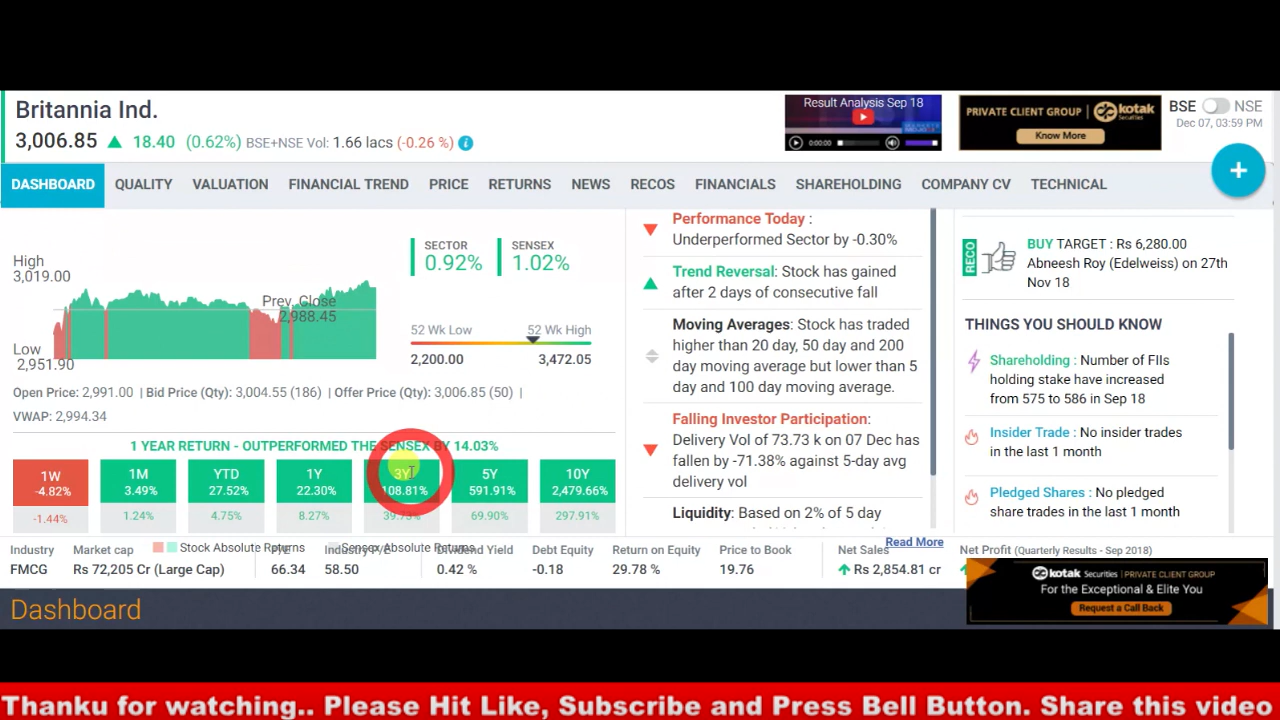 Britannia Ind.
3,006.85 18.40 (0.62%) BSE+NSE Vol: 1.66 lacs (-0.26 %) i
Result Analysis Sep 18
0:00:00
PRIVATE CLIENT GROUP kotak Securities
Know More
BSE NSE
Dec 07, 03:59 PM
+
DASHBOARD QUALITY VALUATION FINANCIAL TREND PRICE RETURNS NEWS RECOS FINANCIALS SHAREHOLDING COMPANY CV TECHNICAL
High
3,019.00
Prev. Close
2,988.45
Low
2,951.90
SECTOR
0.92%
SENSEX
1.02%
52 Wk Low 52 Wk High
2,200.00 3,472.05
Open Price: 2,991.00 | Bid Price (Qty): 3,004.55 (186) | Offer Price (Qty): 3,006.85 (50) |
VWAP: 2,994.34
1 YEAR RETURN - OUTPERFORMED THE SENSEX BY 14.03%
1W 1M YTD 1Y 3Y 5Y 10Y
-4.82% 3.49% 27.52% 22.30% 108.81% 591.91% 2,479.66%
-1.44% 1.24% 4.75% 8.27% 39.73% 69.90% 297.91%
Stock Absolute Returns Sensex Absolute Returns
Performance Today :
Underperformed Sector by -0.30%
Trend Reversal: Stock has gained
after 2 days of consecutive fall
Moving Averages: Stock has traded
higher than 20 day, 50 day and 200
day moving average but lower than 5
day and 100 day moving average.
Falling Investor Participation:
Delivery Vol of 73.73 k on 07 Dec has
fallen by -71.38% against 5-day avg
delivery vol
Liquidity: Based on 2% of 5 day
Read More
RECO
BUY TARGET : Rs 6,280.00
Abneesh Roy (Edelweiss) on 27th
Nov 18
THINGS YOU SHOULD KNOW
Shareholding : Number of FIIs
holding stake have increased
from 575 to 586 in Sep 18
Insider Trade : No insider trades
in the last 1 month
Pledged Shares : No pledged
share trades in last 1 month
Industry Market cap P/E Industry P/E Dividend Yield Debt Equity Return on Equity Price to Book Net Sales Net Profit (Quarterly Results - Sep 2018)
FMCG Rs 72,205 Cr (Large Cap) 66.34 58.50 0.42 % -0.18 29.78 % 19.76 Rs 2,854.81 cr
kotak Securities | PRIVATE CLIENT GROUP
For the Exceptional & Elite You
Request a Call Back
Dashboard
Thanku for watching.. Please Hit Like, Subscribe and Press Bell Button. Share this video